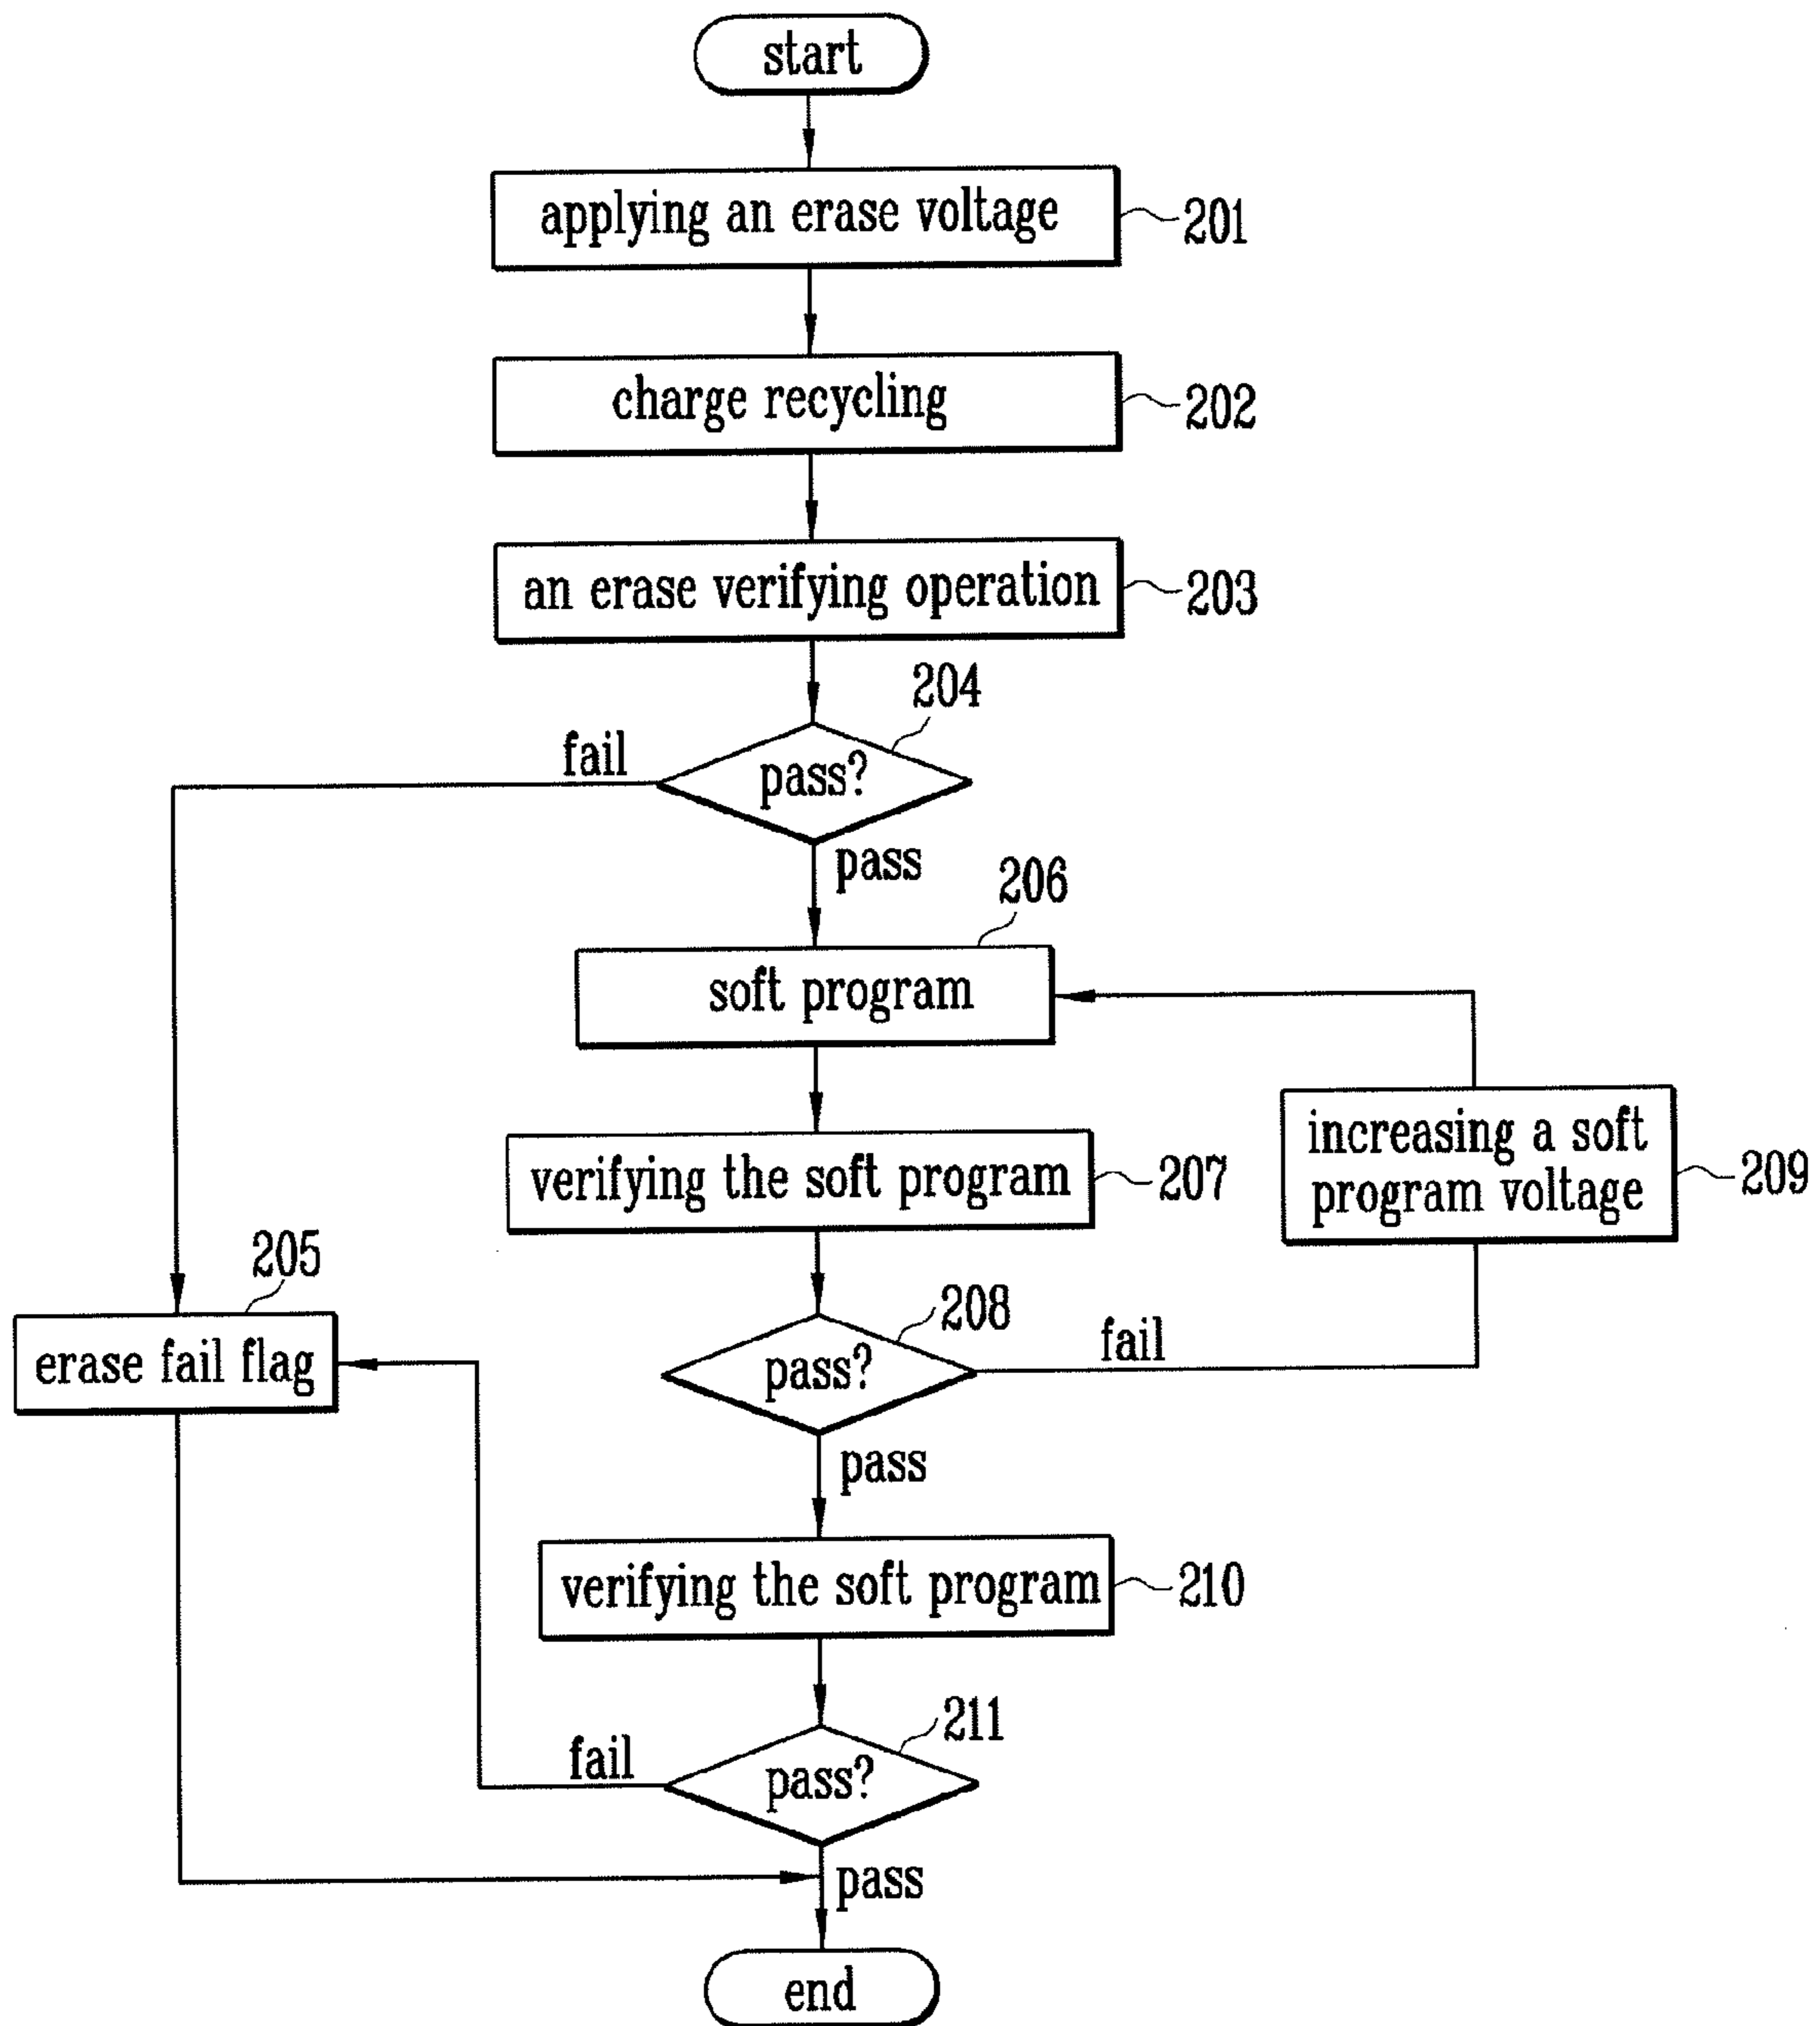 start
applying an erase voltage
201
charge recycling
202
an erase verifying operation
203
204
fail
pass?
pass
206
soft program
increasing a soft
program voltage
209
verifying the soft program
207
205
erase fail flag
208
pass?
fail
pass
verifying the soft program
210
211
fail
pass?
pass
end